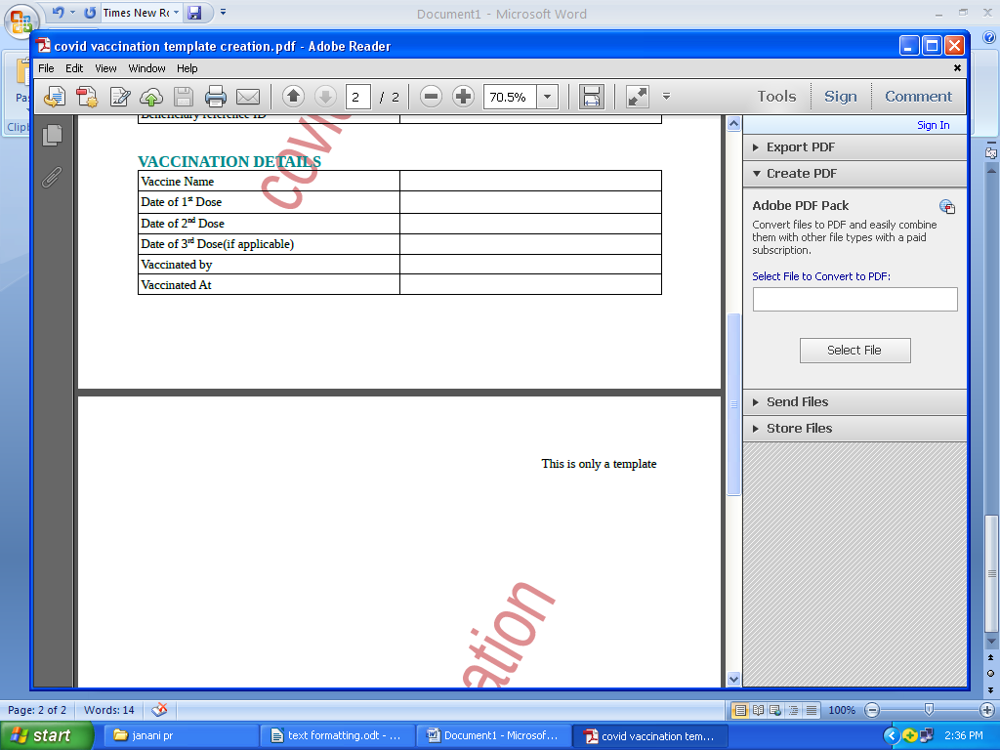 Times New Ro
Document1 - Microsoft Word
covid vaccination template creation.pdf - Adobe Reader
File Edit View Window Help
2 / 2 70.5% Tools Sign Comment
Sign In
Beneficiary reference ID
VACCINATION DETAILS
Vaccine Name
Date of 1st Dose
Date of 2nd Dose
Date of 3rd Dose(if applicable)
Vaccinated by
Vaccinated At
covid
This is only a template
ation
Export PDF
Create PDF
Adobe PDF Pack
Convert files to PDF and easily combine
them with other file types with a paid
subscription.
Select File to Convert to PDF:
Select File
Send Files
Store Files
Pas
Clipb
Page: 2 of 2 Words: 14 100%
start janani pr text formatting.odt - ... Document1 - Microsof... covid vaccination tem... 2:36 PM